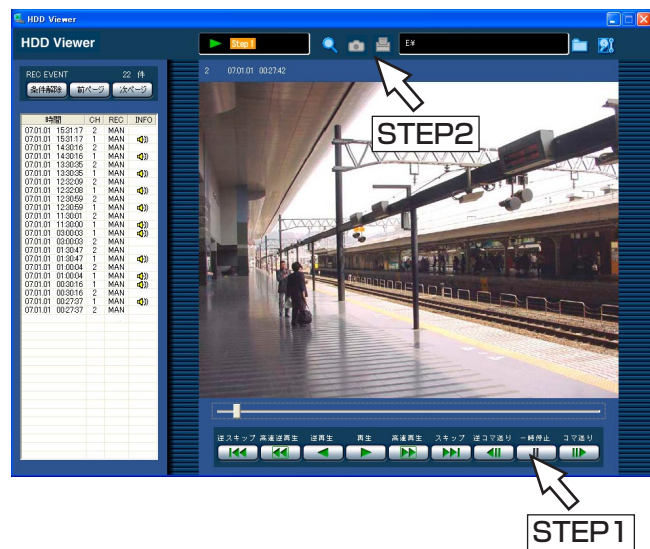 HDD Viewer
HDD Viewer
Step 1
E¥
REC EVENT 22 件
条件解除 前ページ 次ページ
2 07.01.01 00:27:42
STEP2
時間 CH REC INFO
07.01.01 15:31:17 2 MAN
07.01.01 15:31:17 1 MAN
07.01.01 14:30:16 2 MAN
07.01.01 14:30:16 1 MAN
07.01.01 13:30:35 2 MAN
07.01.01 13:30:35 1 MAN
07.01.01 12:32:09 2 MAN
07.01.01 12:32:08 1 MAN
07.01.01 12:30:59 2 MAN
07.01.01 12:30:59 1 MAN
07.01.01 11:30:01 2 MAN
07.01.01 11:30:00 1 MAN
07.01.01 03:00:03 1 MAN
07.01.01 03:00:03 2 MAN
07.01.01 01:30:47 2 MAN
07.01.01 01:30:47 1 MAN
07.01.01 01:00:04 2 MAN
07.01.01 01:00:04 1 MAN
07.01.01 00:30:16 1 MAN
07.01.01 00:30:16 2 MAN
07.01.01 00:27:37 1 MAN
07.01.01 00:27:37 2 MAN
逆スキップ 高速逆再生 逆再生 再生 高速再生 スキップ 逆コマ送り 一時停止 コマ送り
STEP1